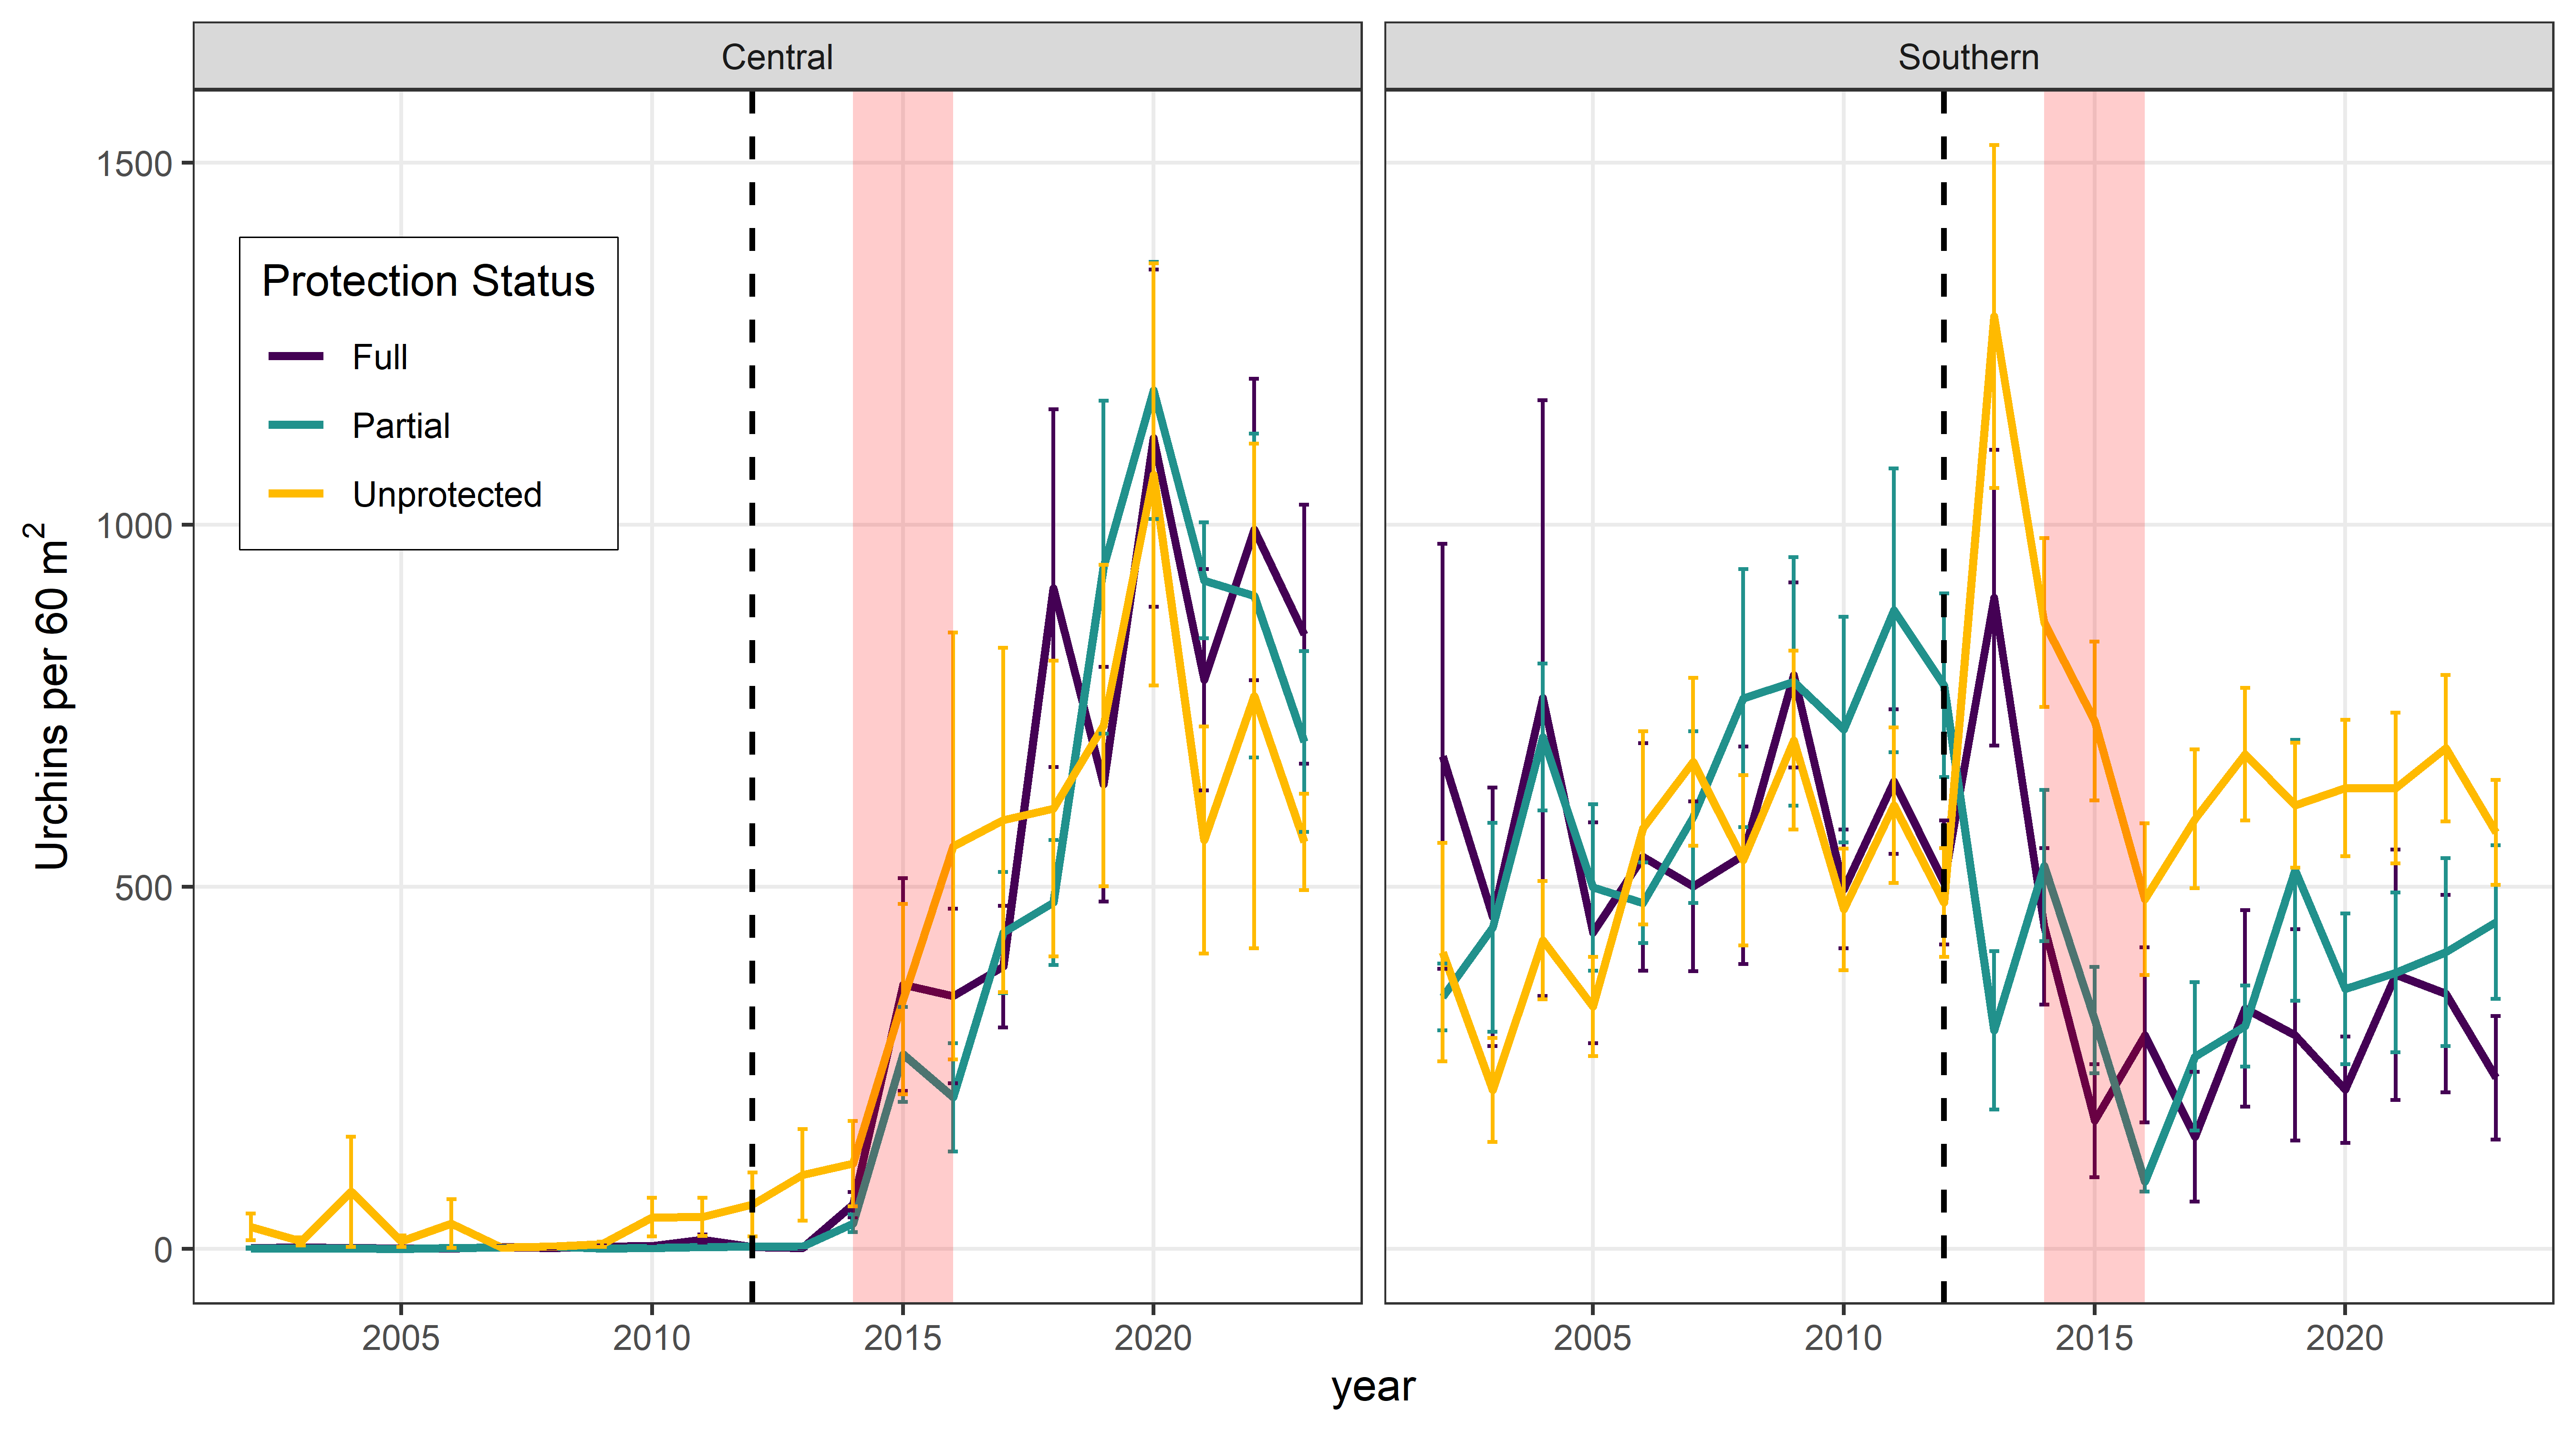 Central
Southern
1500
1000
500
0
Urchins per 60 m²
Protection Status
Full
Partial
Unprotected
2005 2010 2015 2020
2005 2010 2015 2020
year